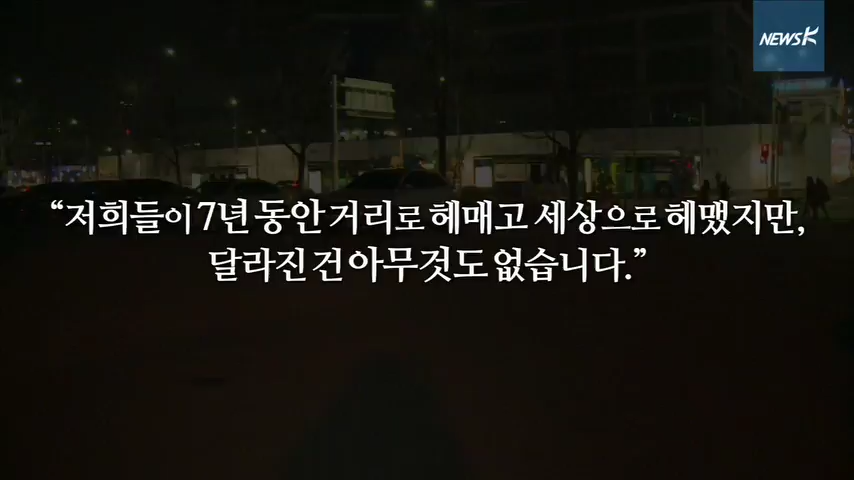 NEWSK
“저희들이 7년 동안 거리로 헤매고 세상으로 헤맸지만,
달라진 건 아무것도 없습니다.”